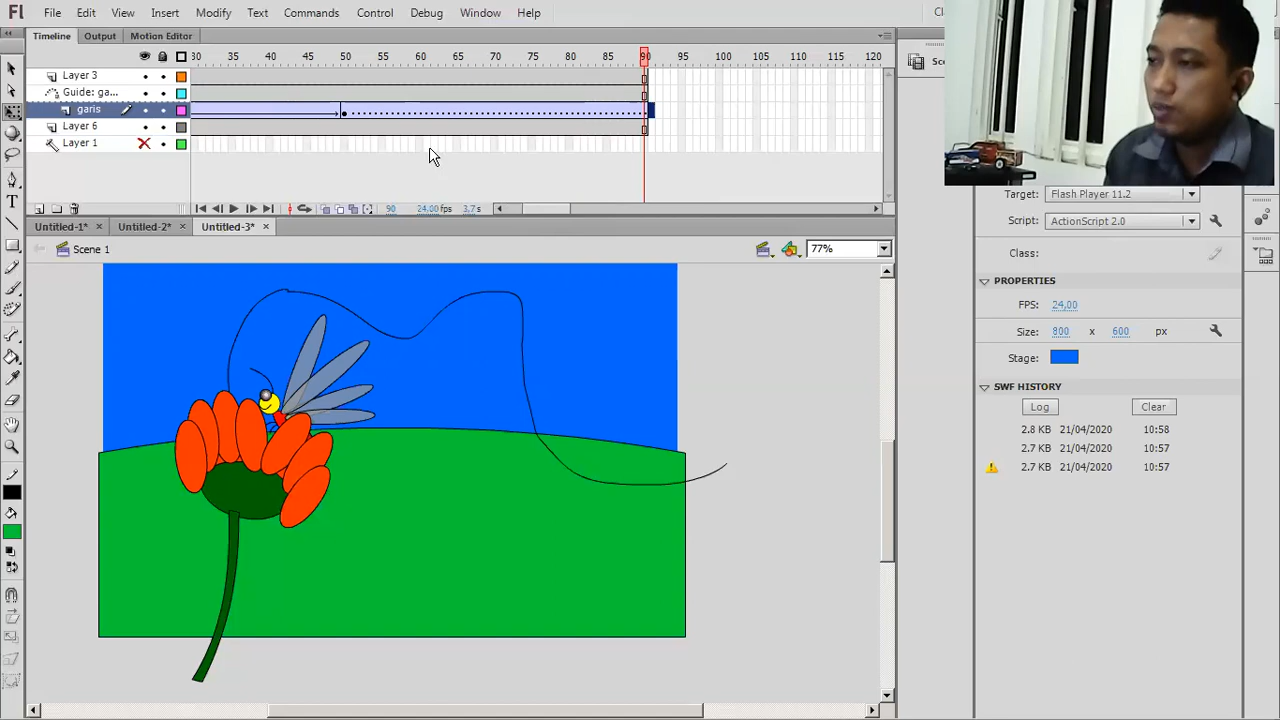 Fl File Edit View Insert Modify Text Commands Control Debug Window Help
Timeline Output Motion Editor
30 35 40 45 50 55 60 65 70 75 80 85 90 95 100 105 110 115 120
Layer 3
Guide: ga...
garis
Layer 6
Layer 1
90 24,00 fps 3,7 s
Untitled-1* × Untitled-2* × Untitled-3* ×
Scene 1 77%
Target: Flash Player 11.2
Script: ActionScript 2.0
Class:
PROPERTIES
FPS: 24,00
Size: 800 x 600 px
Stage:
SWF HISTORY
Log Clear
2.8 KB 21/04/2020 10:58
2.7 KB 21/04/2020 10:57
2.7 KB 21/04/2020 10:57